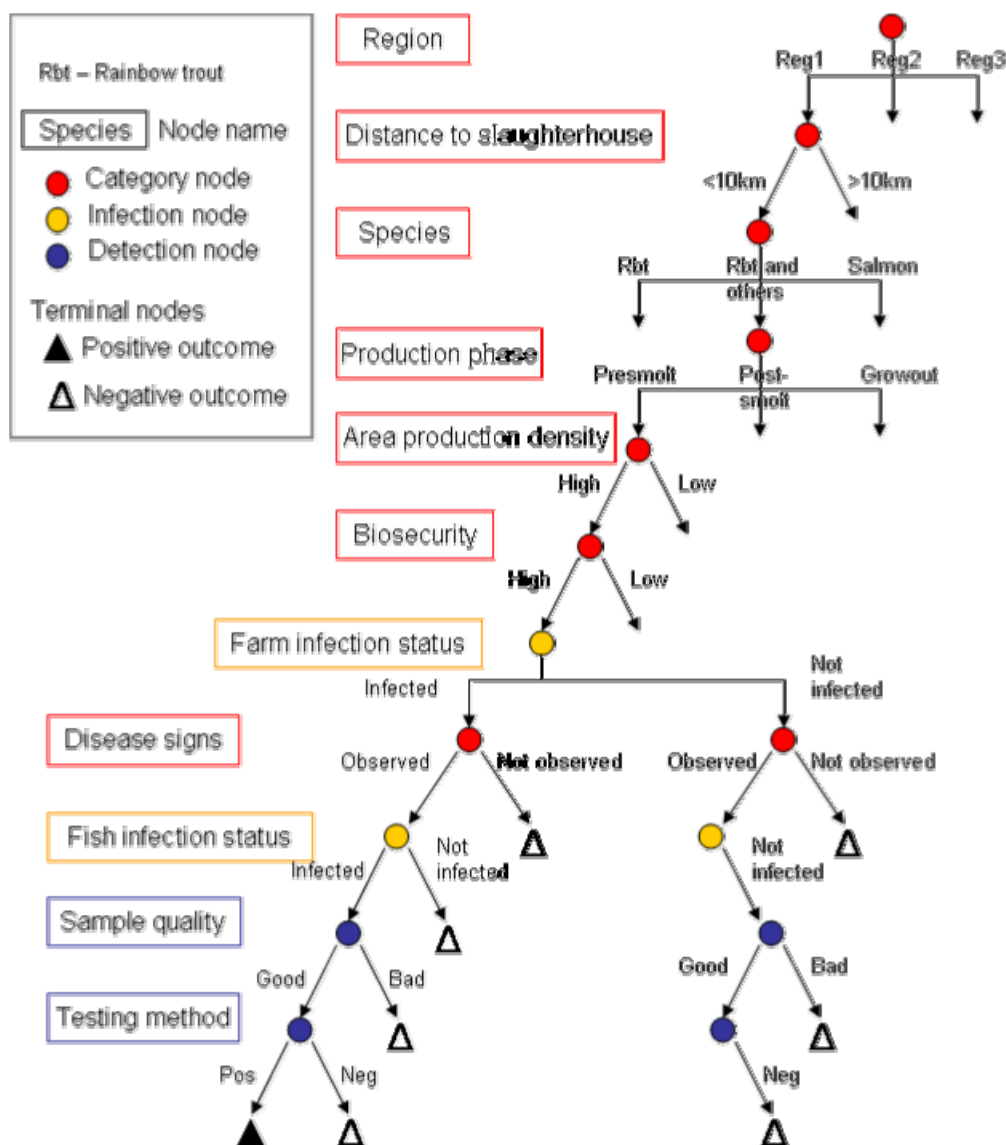 Rbt – Rainbow trout
Species Node name
Category node
Infection node
Detection node
Terminal nodes
Positive outcome
Negative outcome
Region
Reg1 Reg2 Reg3
Distance to slaughterhouse
<10km >10km
Species
Rbt Rbt and others Salmon
Production phase
Presmolt Post-smolt Growout
Area production density
High Low
Biosecurity
High Low
Farm infection status
Infected Not infected
Disease signs
Observed Not observed Observed Not observed
Fish infection status
Infected Not infected Not infected
Sample quality
Good Bad Good Bad
Testing method
Pos Neg Neg